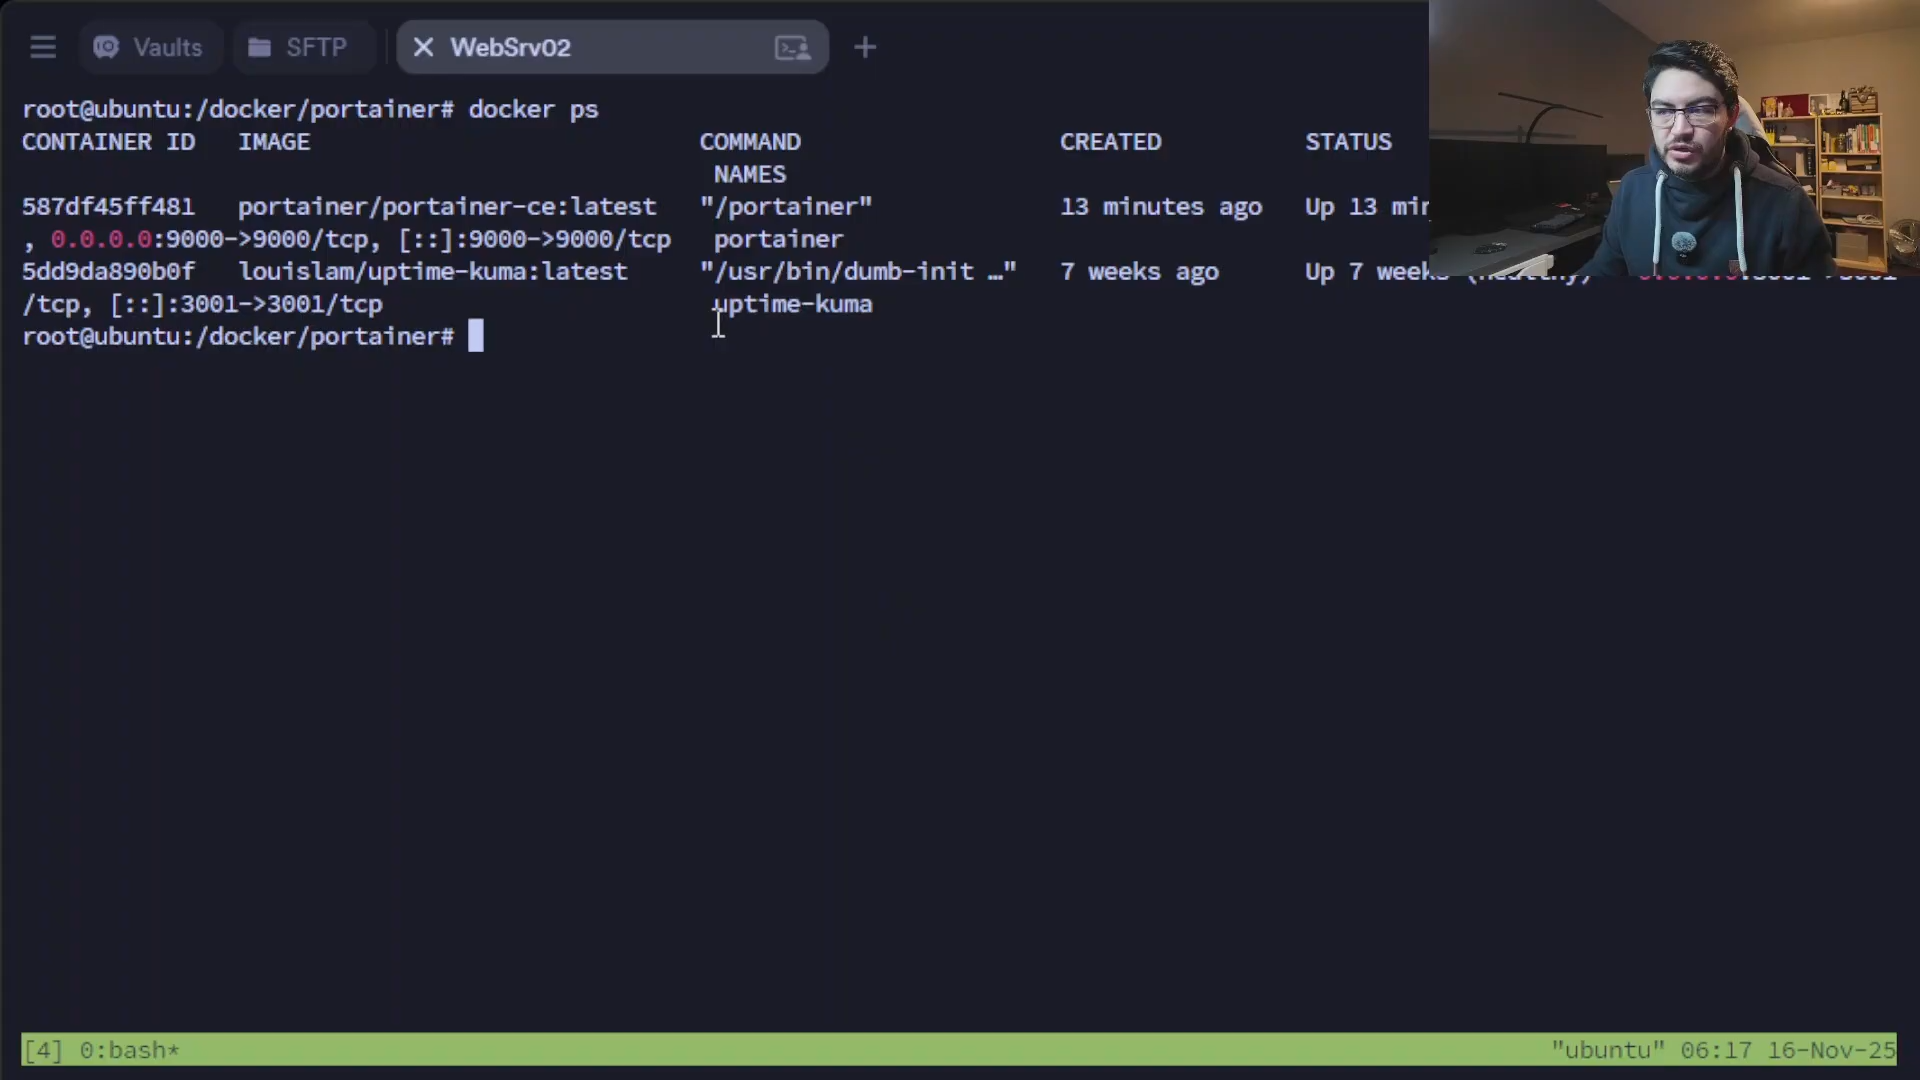 Vaults SFTP WebSrv02
root@ubuntu:/docker/portainer# docker ps
CONTAINER ID IMAGE COMMAND CREATED STATUS
NAMES
587df45ff481 portainer/portainer-ce:latest "/portainer" 13 minutes ago Up 13
, 0.0.0.0:9000->9000/tcp, [::]:9000->9000/tcp portainer
5dd9da890b0f louislam/uptime-kuma:latest "/usr/bin/dumb-init …" 7 weeks ago Up 7 weeks (healthy)
/tcp, [::]:3001->3001/tcp uptime-kuma
root@ubuntu:/docker/portainer#
[4] 0:bash* "ubuntu" 06:17 16-Nov-25